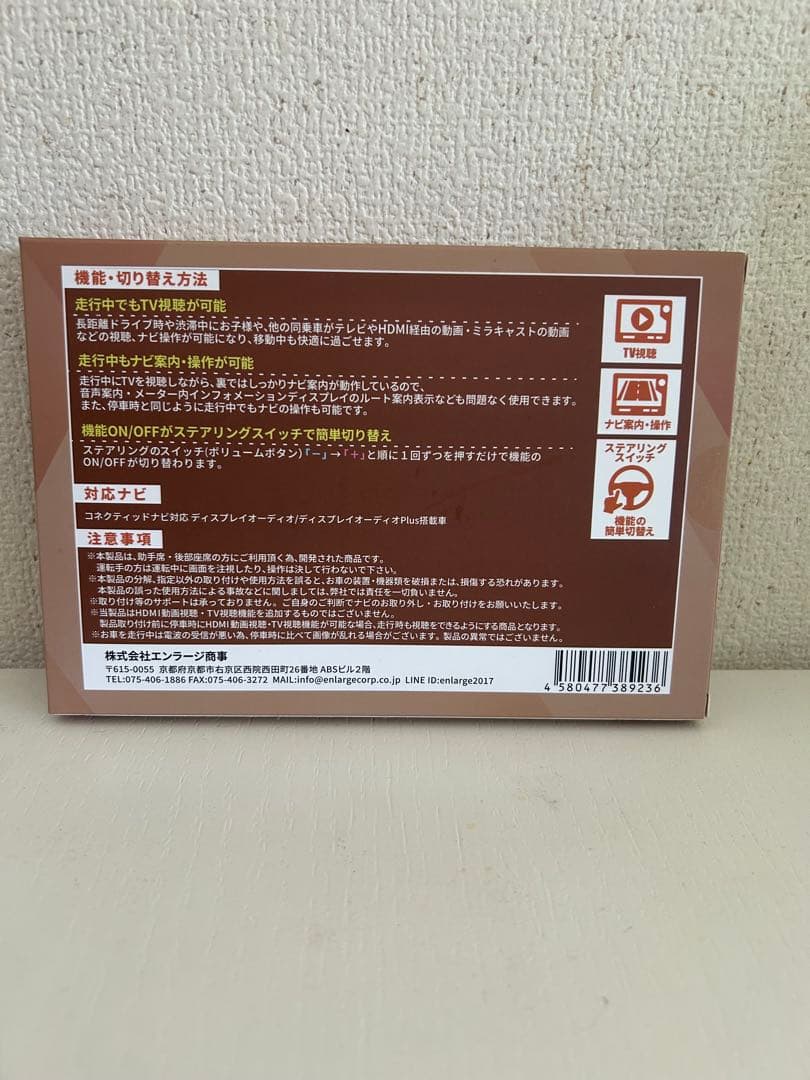 機能・切り替え方法
走行中でもTV視聴が可能
長距離ドライブ時や渋滞中にお子様や、他の同乗車がテレビやHDMI経由の動画・ミラキャストの動画
などの視聴、ナビ操作が可能になり、移動中も快適に過ごせます。
TV視聴
走行中もナビ案内・操作が可能
走行中にTVを視聴しながら、裏ではしっかりナビ案内が動作しているので、
音声案内・メーター内インフォメーションディスプレイのルート案内表示なども問題なく使用できます。
また、停車時と同じように走行中でもナビの操作も可能です。
ナビ案内・操作
機能ON/OFFがステアリングスイッチで簡単切り替え
ステアリングのスイッチ(ボリュームボタン)「−」→「＋」と順に１回ずつを押すだけで機能の
ON/OFFが切り替わります。
ステアリング
スイッチ
機能の
簡単切替え
対応ナビ
コネクティッドナビ対応 ディスプレイオーディオ/ディスプレイオーディオPlus搭載車
注意事項
※本製品は、助手席・後部座席の方にご利用頂く為、開発された商品です。
運転手の方は運転中に画面を注視したり、操作は決して行わないで下さい。
※本製品の分解、指定以外の取り付けや使用方法を誤ると、お車の装置・機器類を破損または、損傷する恐れがあります。
本製品の誤った使用方法による事故などに関しましては、弊社では責任を一切負いません。
※取り付け等のサポートは承っておりません。ご自身のご判断でナビのお取り外し・お取り付けをお願いいたします。
※当製品はHDMI動画視聴・TV視聴機能を追加するものではございません。
製品取り付け前に停車時にHDMI動画視聴・TV視聴機能が可能な場合、走行時も視聴をできるようにする商品となります。
※お車を走行中は電波の受信が悪い為、停車時に比べて画像が乱れる場合がございます。製品の異常ではございません。
株式会社エンラージ商事
〒615-0055 京都府京都市右京区西院西田町26番地 ABSビル２階
TEL:075-406-1886 FAX:075-406-3272 MAIL:info@enlargecorp.co.jp LINE ID:enlarge2017
4 580477 389236